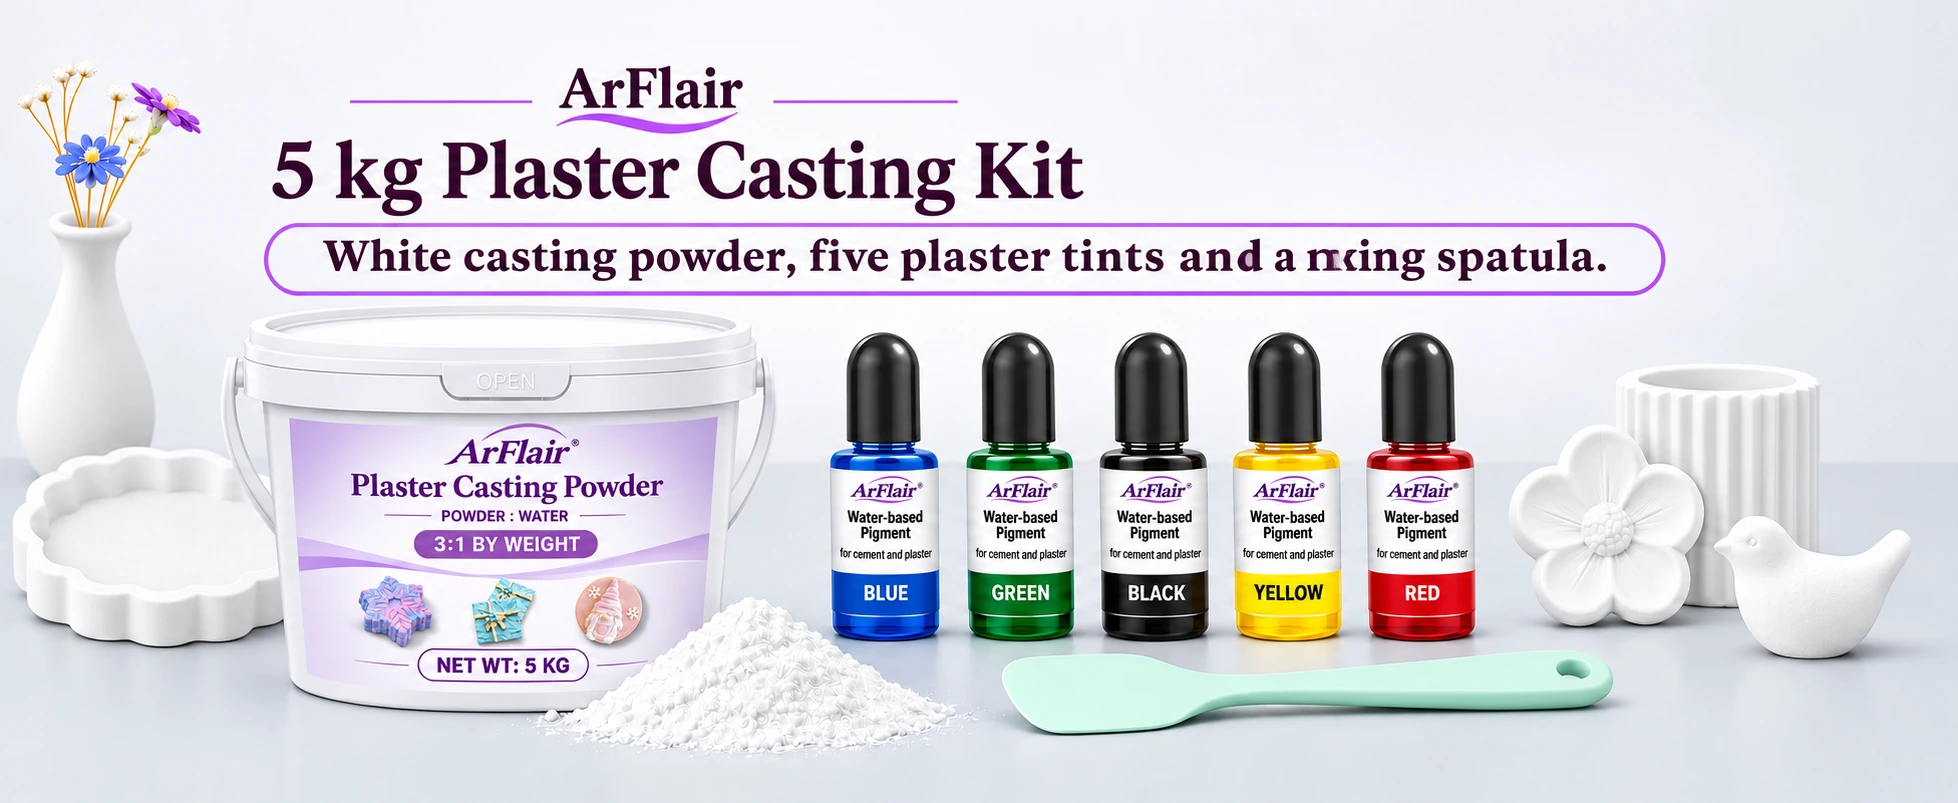 ArFlair
5 kg Plaster Casting Kit
White casting powder, five plaster tints and a spatula.
OPEN
ArFlair®
Plaster Casting Powder
POWDER : WATER
3:1 BY WEIGHT
NET WT: 5 KG
ArFlair®
Water-based
Pigment
for cement and plaster
BLUE
ArFlair®
Water-based
Pigment
for cement and plaster
GREEN
ArFlair®
Water-based
Pigment
for cement and plaster
BLACK
ArFlair®
Water-based
Pigment
for cement and plaster
YELLOW
ArFlair®
Water-based
Pigment
for cement and plaster
RED